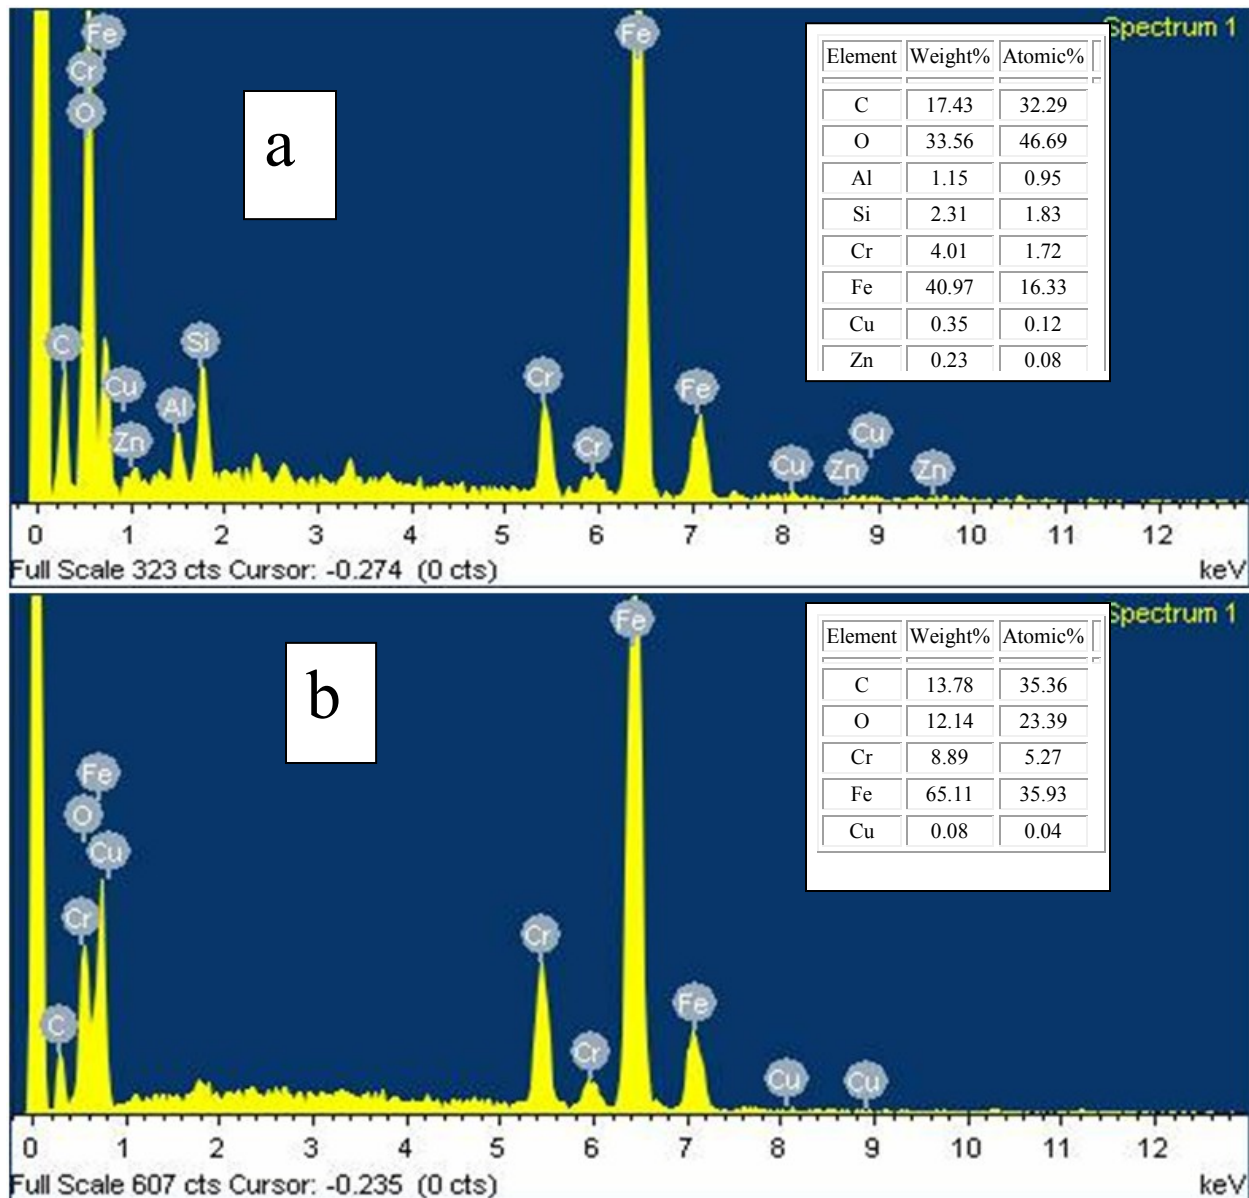 Spectrum 1
a
Element Weight% Atomic%
C 17.43 32.29
O 33.56 46.69
Al 1.15 0.95
Si 2.31 1.83
Cr 4.01 1.72
Fe 40.97 16.33
Cu 0.35 0.12
Zn 0.23 0.08
Fe
Cr
O
C
Cu
Zn
Al
Si
Cr
Cr
Fe
Fe
Cu
Zn
Cu
Zn
0 1 2 3 4 5 6 7 8 9 10 11 12
Full Scale 323 cts Cursor: -0.274 (0 cts) keV
Spectrum 1
b
Element Weight% Atomic%
C 13.78 35.36
O 12.14 23.39
Cr 8.89 5.27
Fe 65.11 35.93
Cu 0.08 0.04
Fe
O
Cu
Cr
C
Cr
Cr
Fe
Fe
Cu
Cu
0 1 2 3 4 5 6 7 8 9 10 11 12
Full Scale 607 cts Cursor: -0.235 (0 cts) keV